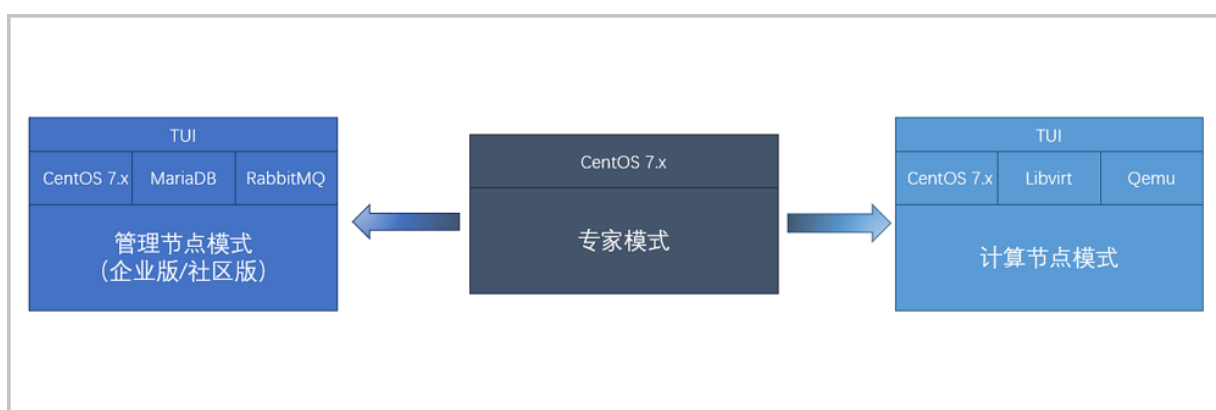 TUI
CentOS 7.x
MariaDB
RabbitMQ
管理节点模式
（企业版/社区版）
CentOS 7.x
专家模式
TUI
CentOS 7.x
Libvirt
Qemu
计算节点模式